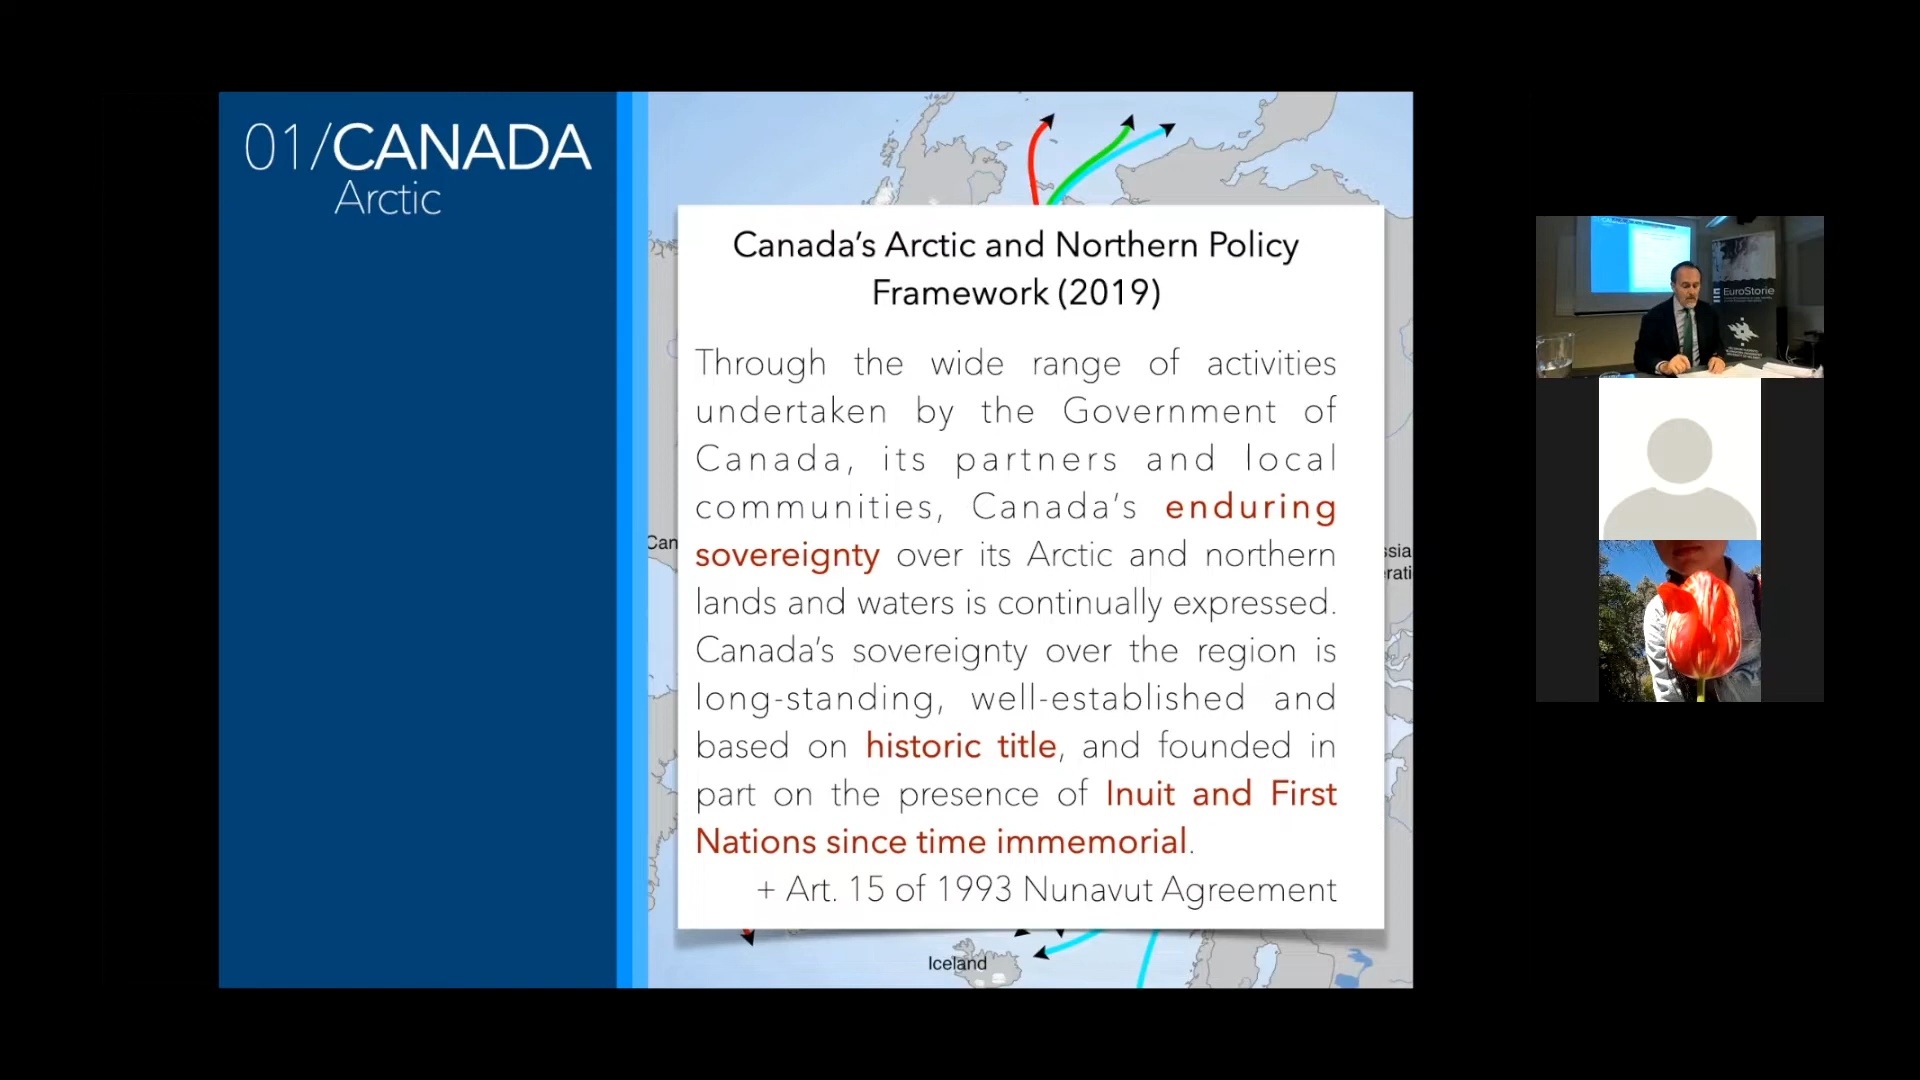 01/CANADA
Arctic
Canada's Arctic and Northern Policy
Framework (2019)
Through the wide range of activities
undertaken by the Government of
Canada, its partners and local
communities, Canada's enduring
sovereignty over its Arctic and northern
lands and waters is continually expressed.
Canada's sovereignty over the region is
long-standing, well-established and
based on historic title, and founded in
part on the presence of Inuit and First
Nations since time immemorial.
+ Art. 15 of 1993 Nunavut Agreement
Can
ssia
rati
Iceland
EuroStorie